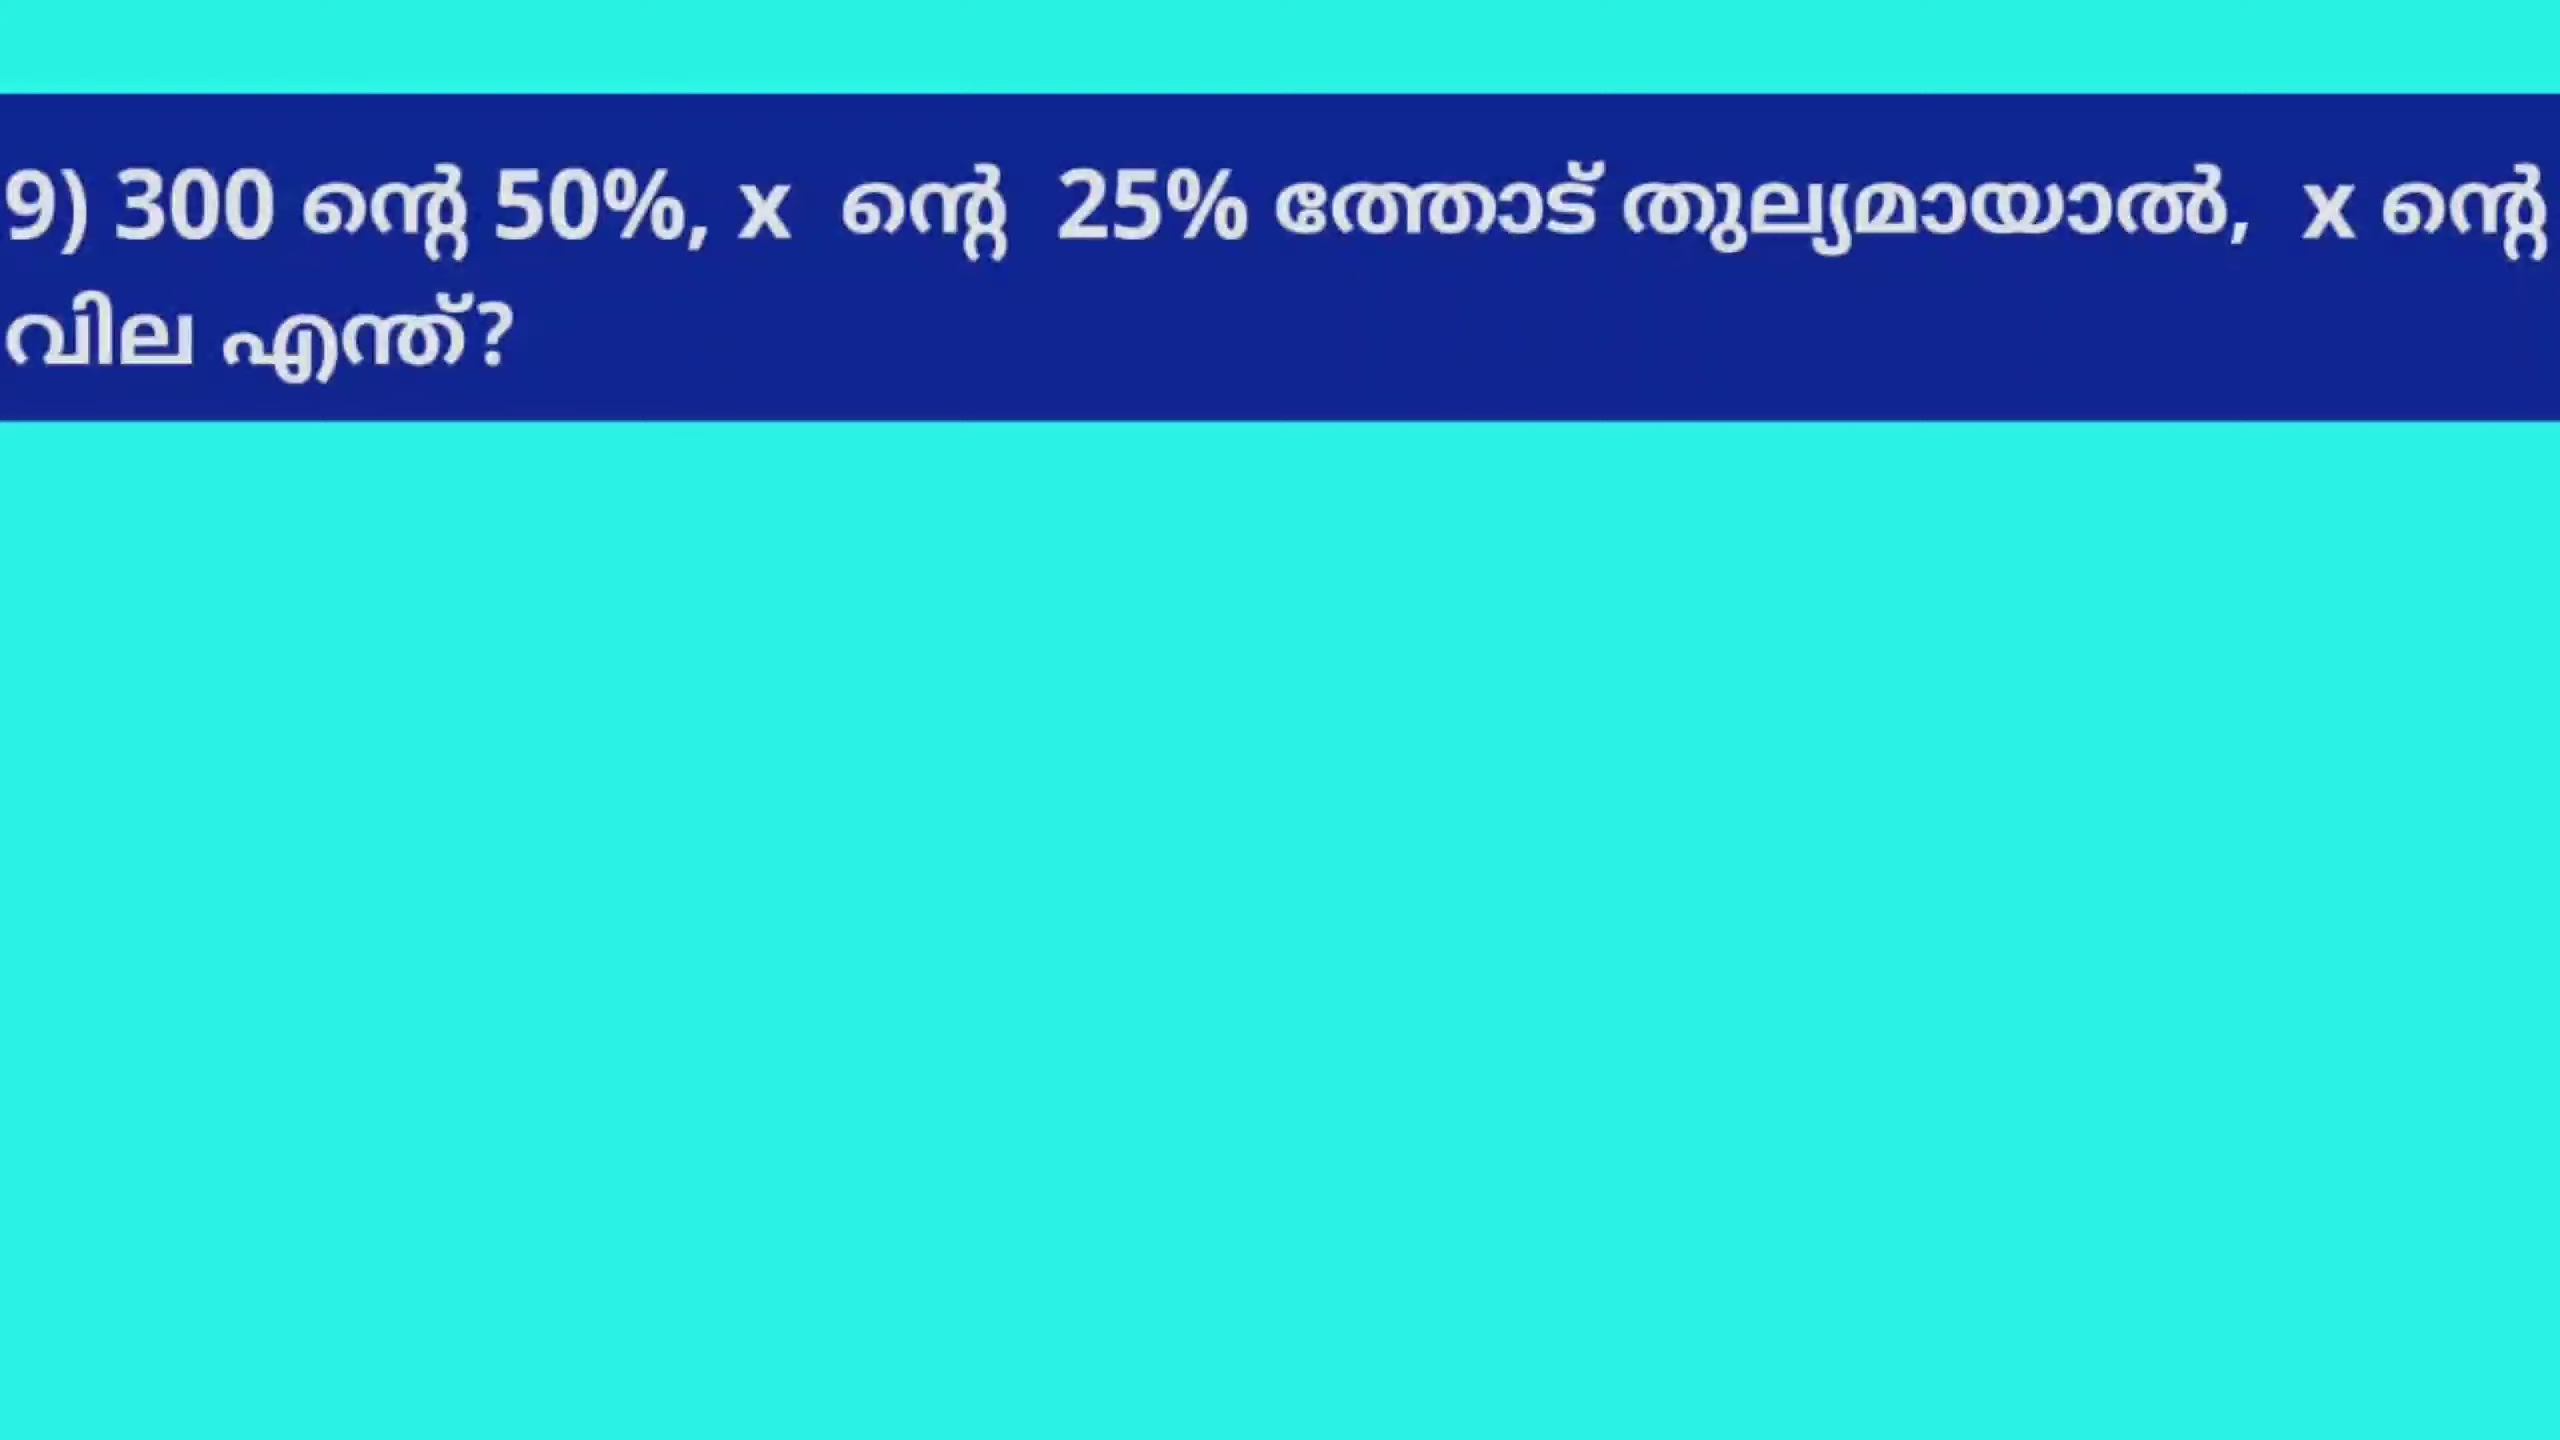 9) 300 ന്റെ 50%, x ന്റെ 25% ത്തോട് തുല്യമായാൽ, x ന്റെ
വില എന്ത്?